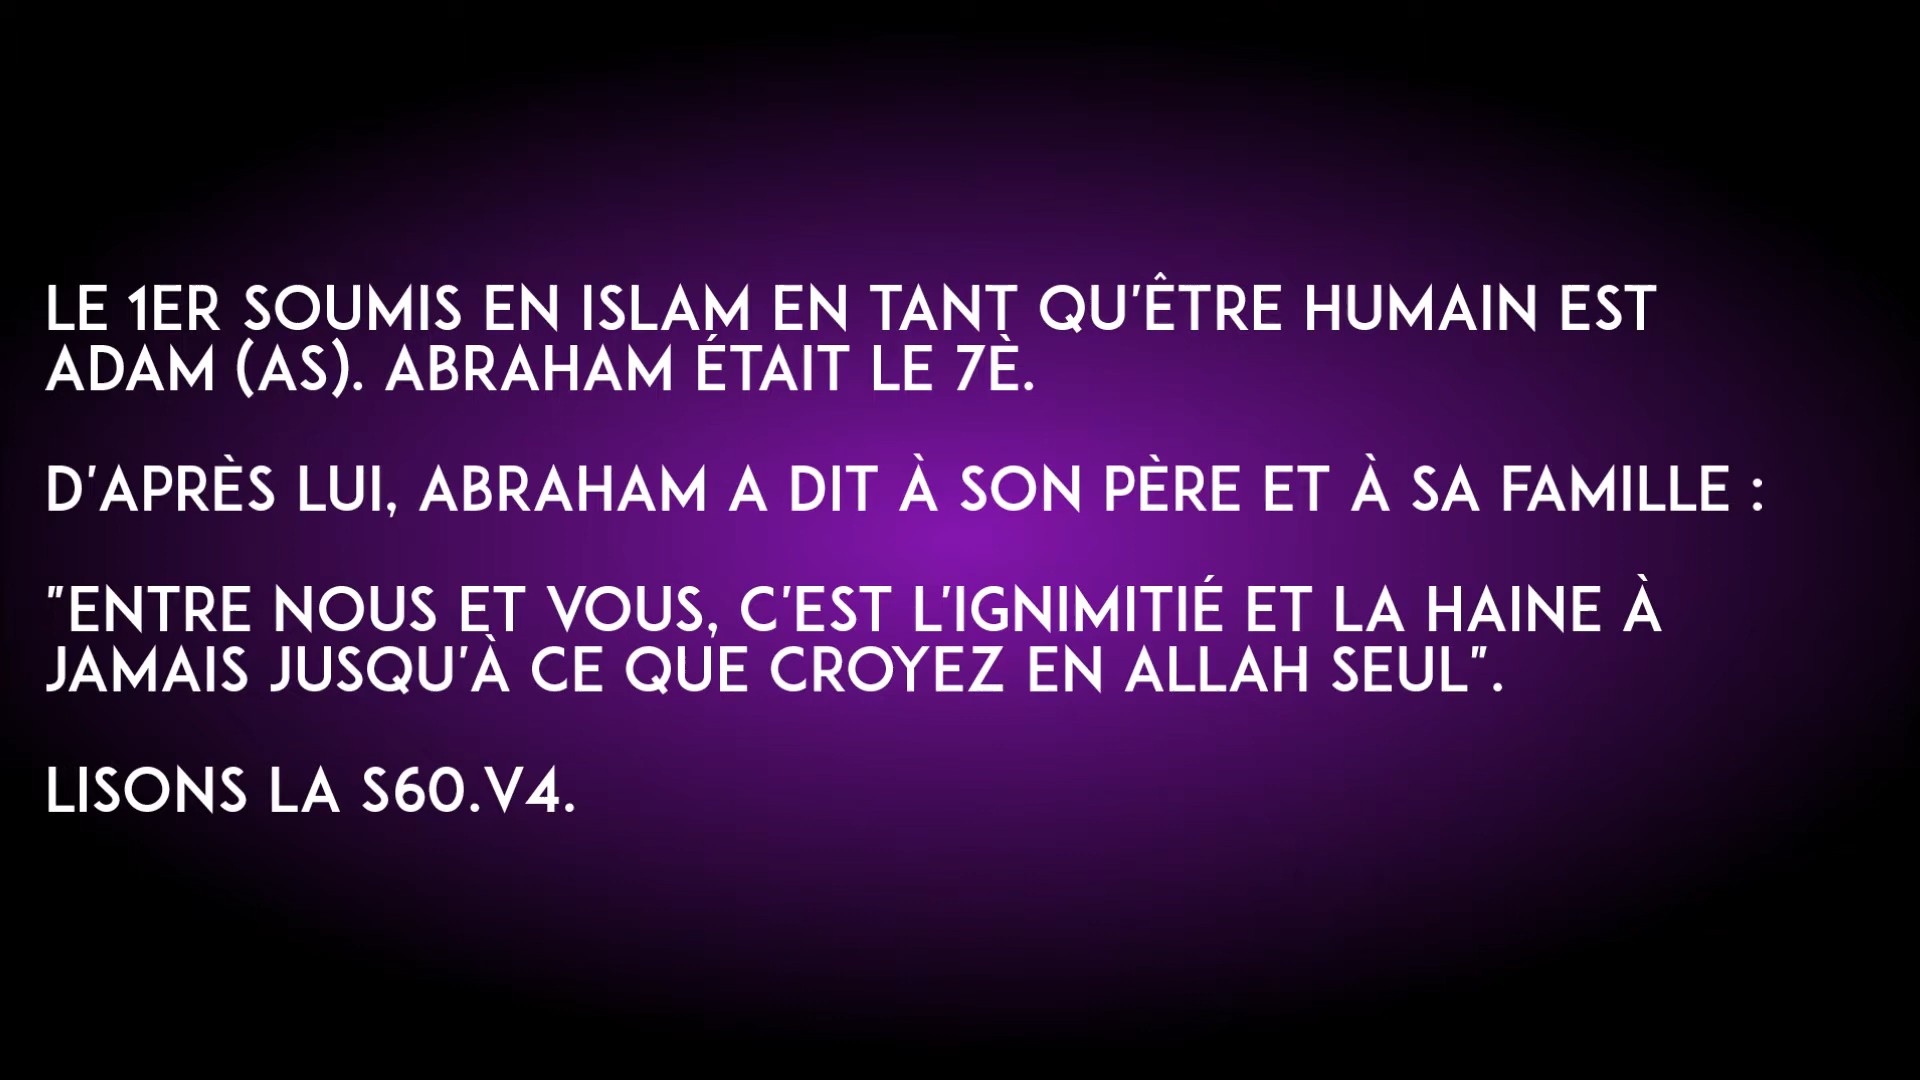 LE 1ER SOUMIS EN ISLAM EN TANT QU'ÊTRE HUMAIN EST
ADAM (AS). ABRAHAM ÉTAIT LE 7È.
D'APRÈS LUI, ABRAHAM A DIT À SON PÈRE ET À SA FAMILLE :
"ENTRE NOUS ET VOUS, C'EST L'IGNIMITIÉ ET LA HAINE À
JAMAIS JUSQU'À CE QUE CROYEZ EN ALLAH SEUL".
LISONS LA S60.V4.